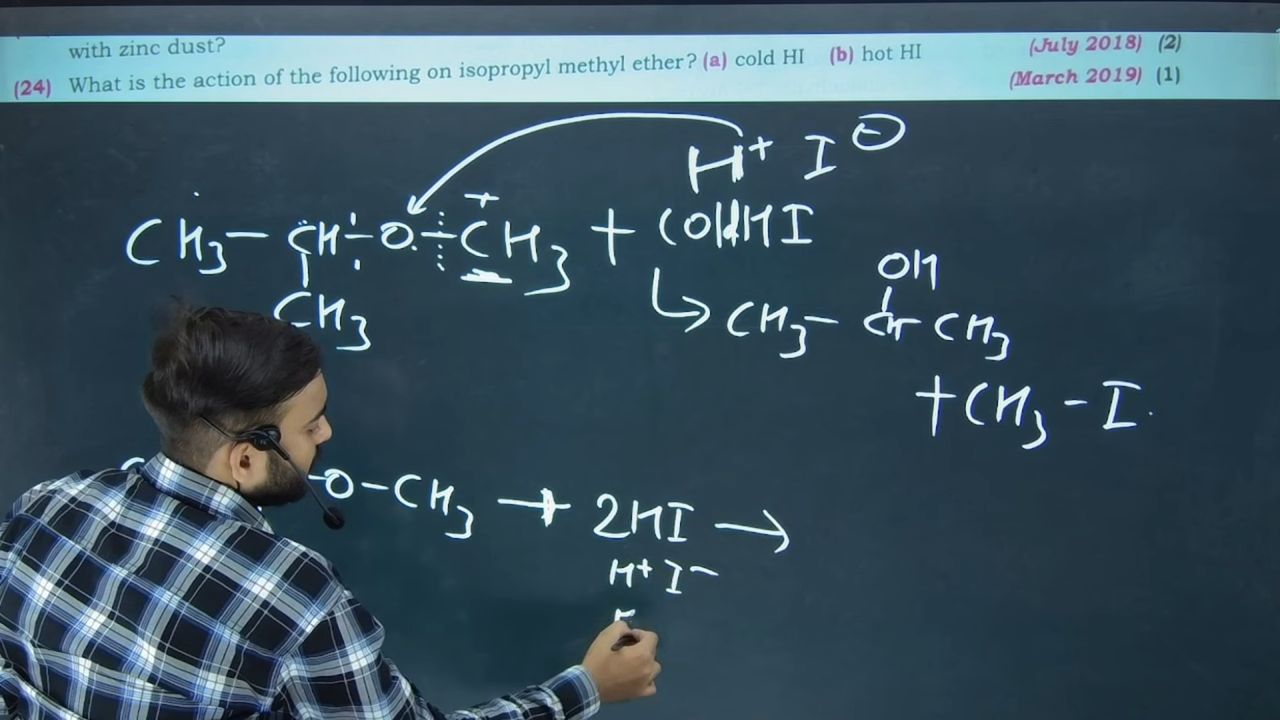 with zinc dust? (July 2018) (2)
(24) What is the action of the following on isopropyl methyl ether? (a) cold HI (b) hot HI (March 2019) (1)
H+ I⊖
CH3 – CH – O – CH3 + Cold HI
+
CH3
OH
CH3 – CH CH3
+ CH3 – I
O – CH3 → + 2HI →
H+ I–